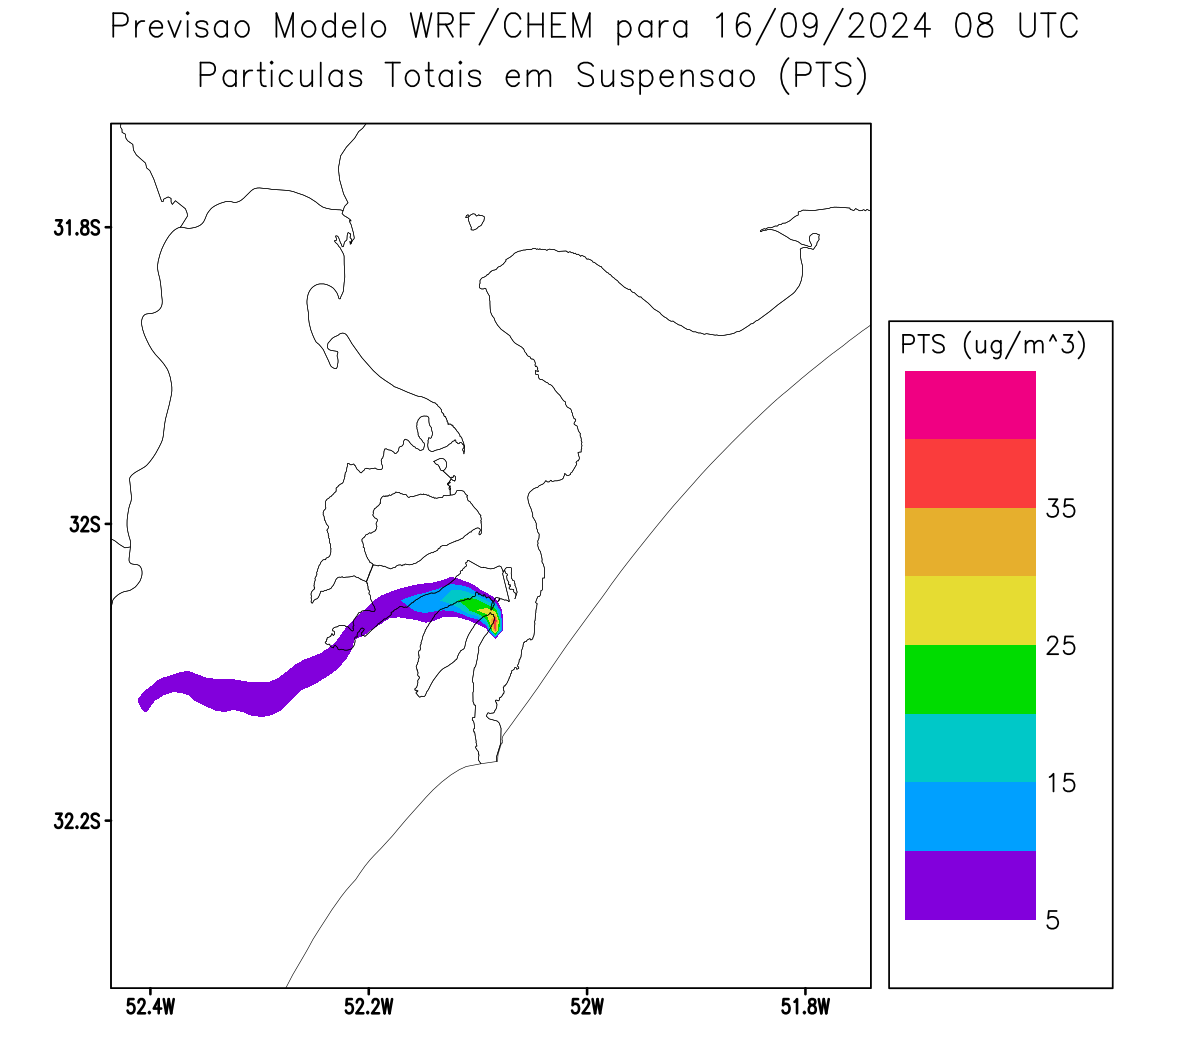 Previsao Modelo WRF/CHEM para 16/09/2024 08 UTC
Particulas Totais em Suspensao (PTS)
31.8S
32S
32.2S
52.4W 52.2W 52W 51.8W
PTS (ug/m^3)
35
25
15
5